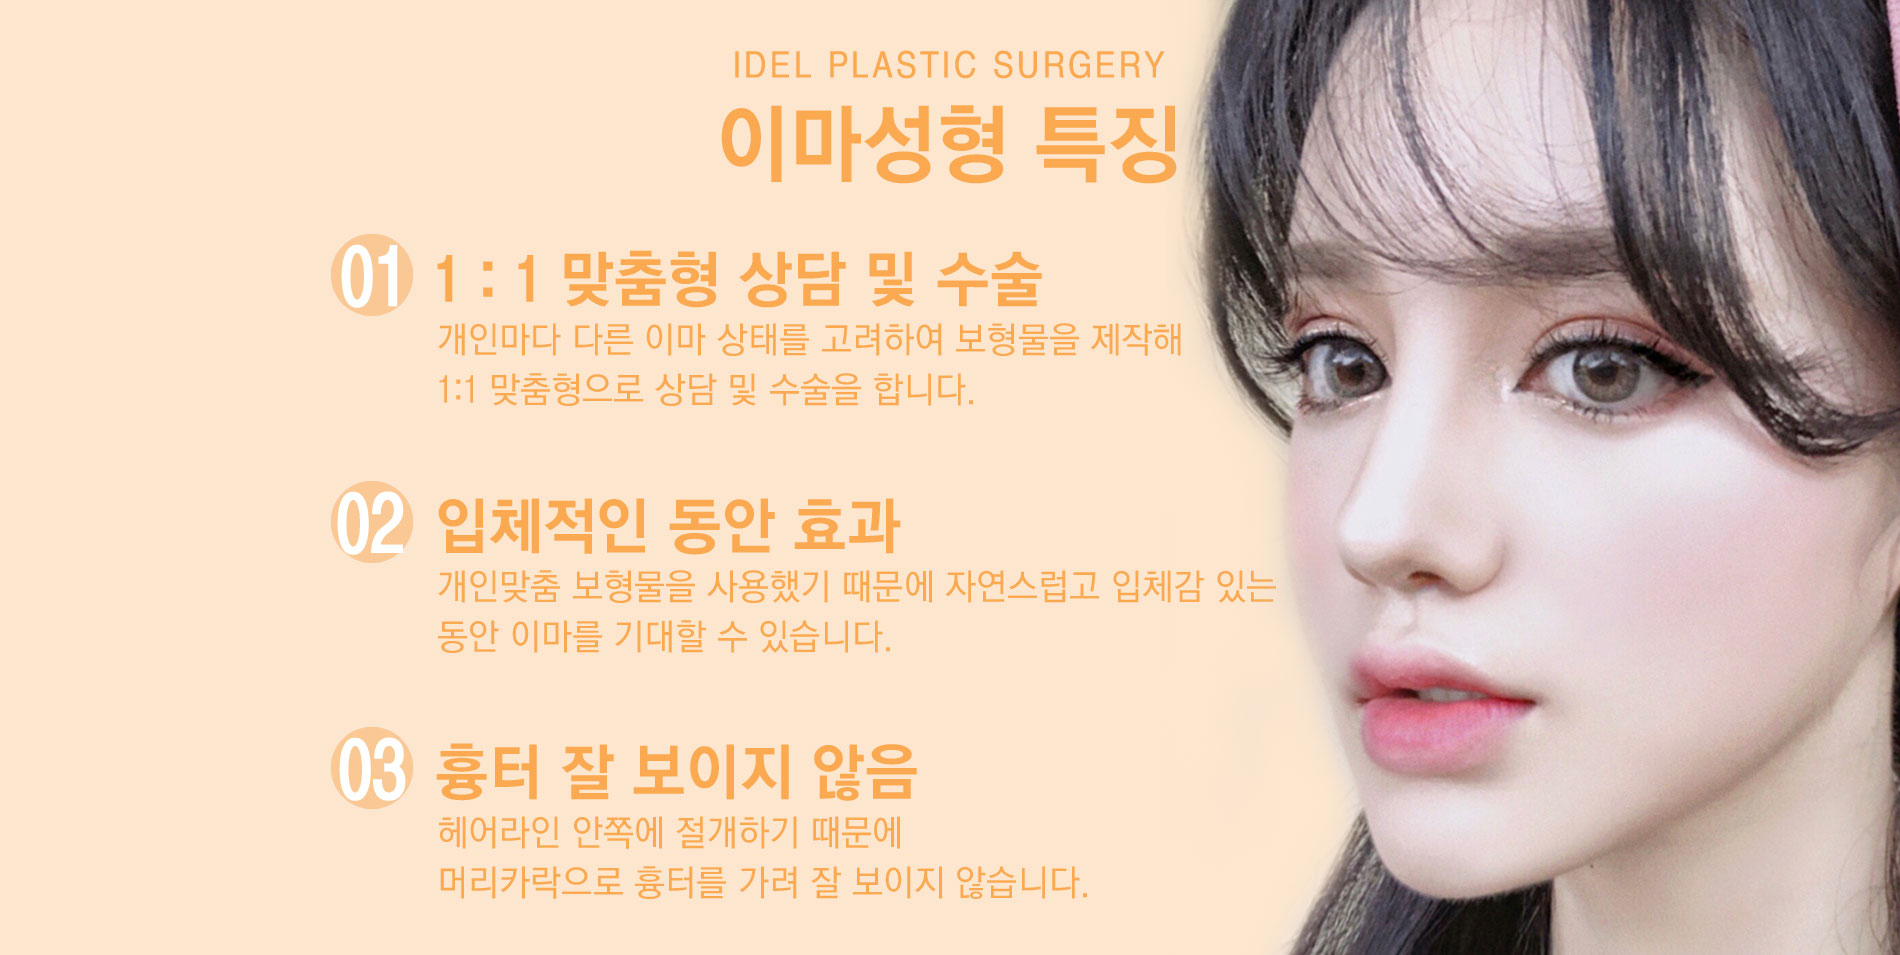 IDEL PLASTIC SURGERY
이마성형 특징
01 1 : 1 맞춤형 상담 및 수술
개인마다 다른 이마 상태를 고려하여 보형물을 제작해
1:1 맞춤형으로 상담 및 수술을 합니다.
02 입체적인 동안 효과
개인맞춤 보형물을 사용했기 때문에 자연스럽고 입체감 있는
동안 이마를 기대할 수 있습니다.
03 흉터 잘 보이지 않음
헤어라인 안쪽에 절개하기 때문에
머리카락으로 흉터를 가려 잘 보이지 않습니다.